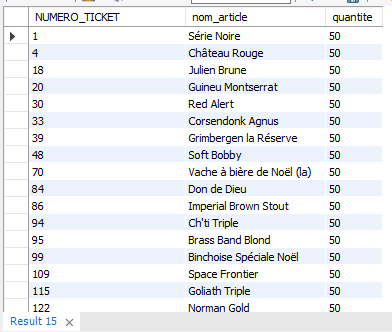 NUMERO_TICKET nom_article quantite
1 Série Noire 50
4 Château Rouge 50
18 Julien Brune 50
20 Guineu Montserrat 50
30 Red Alert 50
33 Corsendonk Agnus 50
39 Grimbergen la Réserve 50
48 Soft Bobby 50
70 Vache à bière de Noël (la) 50
84 Don de Dieu 50
86 Imperial Brown Stout 50
94 Ch'ti Triple 50
95 Brass Band Blond 50
99 Binchoise Spéciale Noël 50
109 Space Frontier 50
115 Goliath Triple 50
122 Norman Gold 50
Result 15